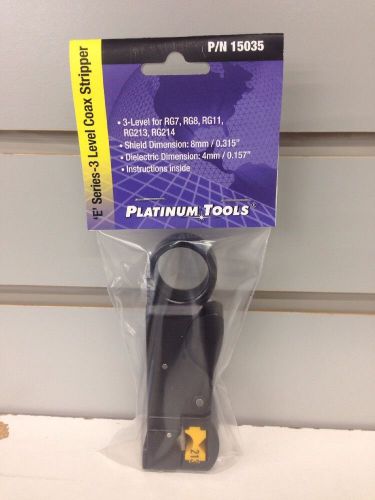 P/N 15035
'E' Series-3 Level Coax Stripper
• 3-Level for RG7, RG8, RG11,
RG213, RG214
• Shield Dimension: 8mm / 0.315"
• Dielectric Dimension: 4mm / 0.157"
• Instructions inside
PLATINUM TOOLS®
213